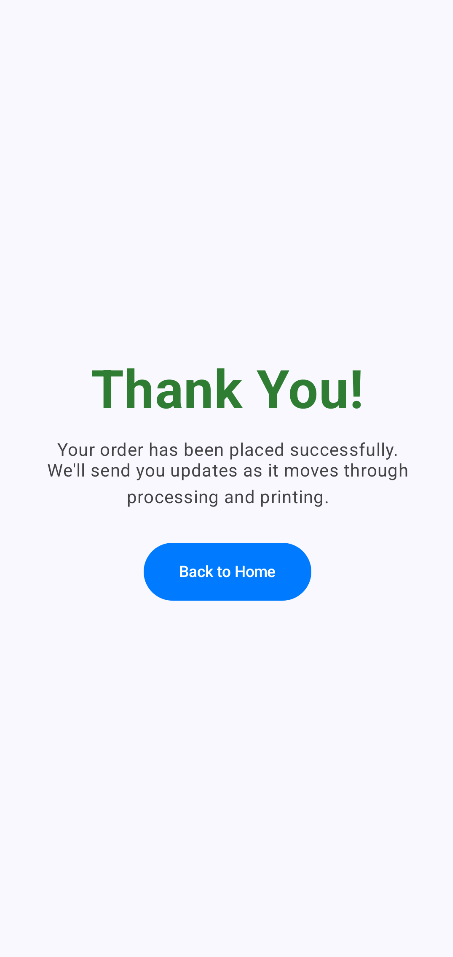 Thank You!
Your order has been placed successfully.
We'll send you updates as it moves through
processing and printing.
Back to Home